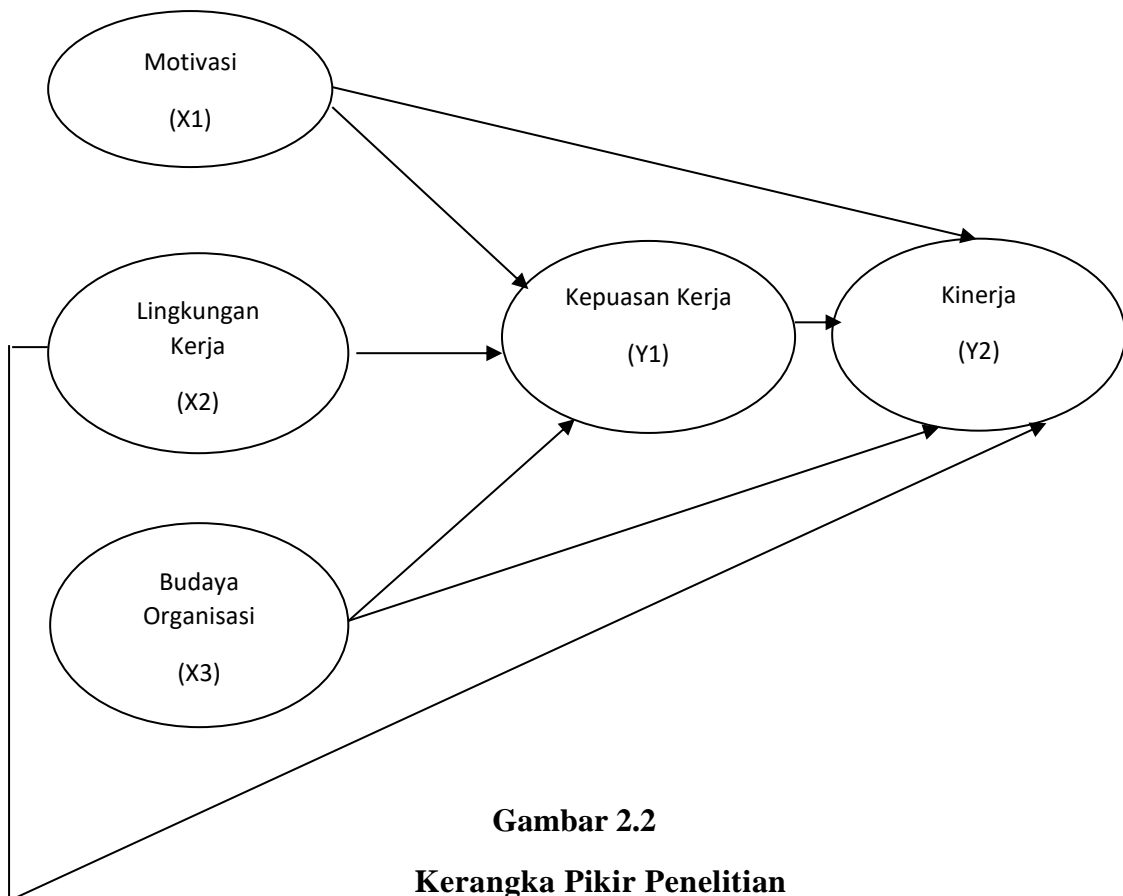 Motivasi
(X1)
Lingkungan
Kerja
(X2)
Kepuasan Kerja
(Y1)
Kinerja
(Y2)
Budaya
Organisasi
(X3)
Gambar 2.2
Kerangka Pikir Penelitian